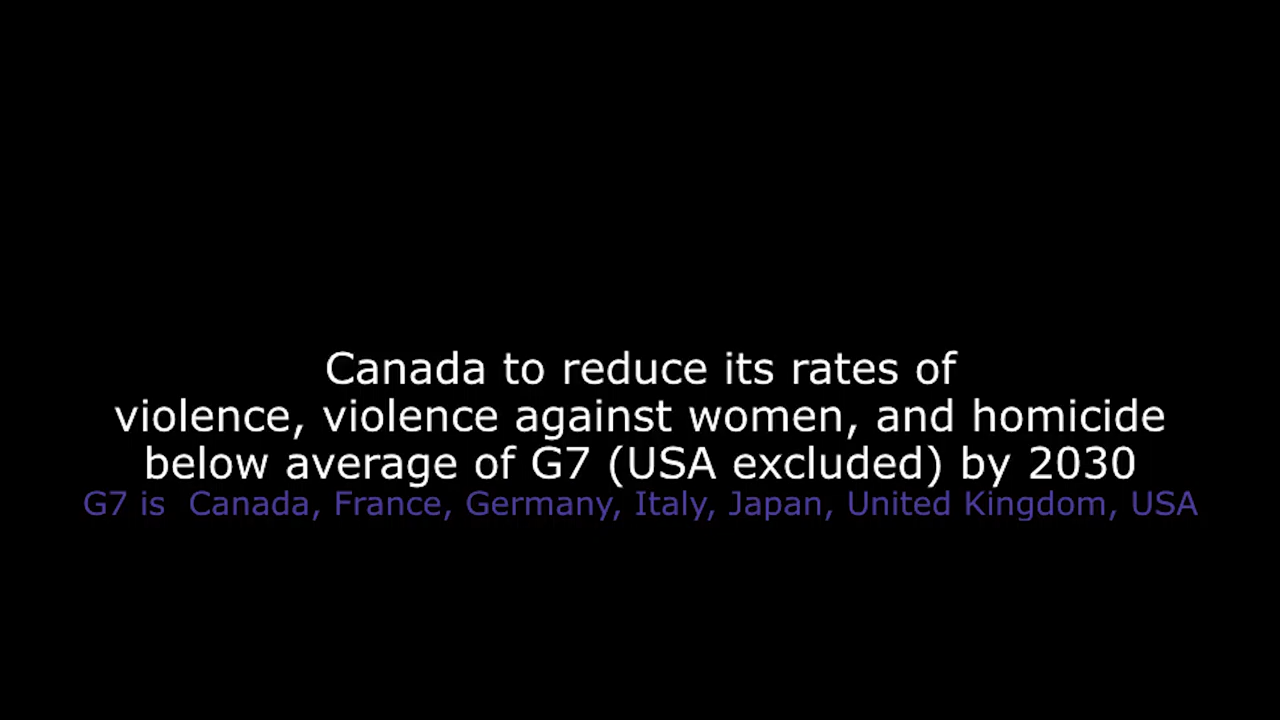 Canada to reduce its rates of
violence, violence against women, and homicide
below average of G7 (USA excluded) by 2030
G7 is  Canada, France, Germany, Italy, Japan, United Kingdom, USA